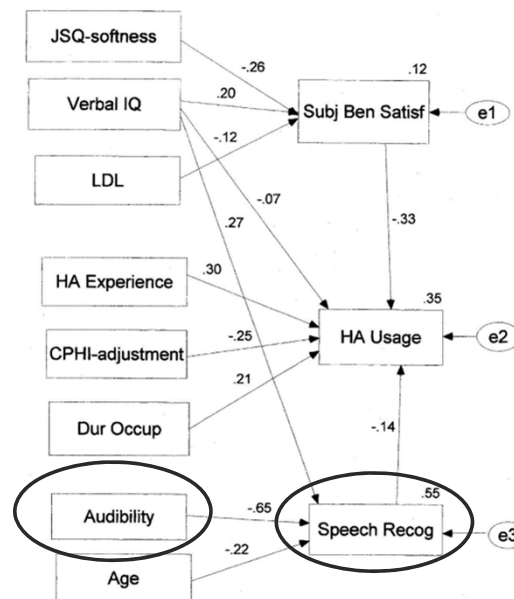 JSQ-softness
-.26
.12
Verbal IQ
.20
Subj Ben Satisf
e1
-.12
LDL
-.07
.27
-.33
HA Experience
.30
.35
HA Usage
e2
CPHI-adjustment
-.25
.21
Dur Occup
-.14
.55
Audibility
-.65
Speech Recog
e3
-.22
Age